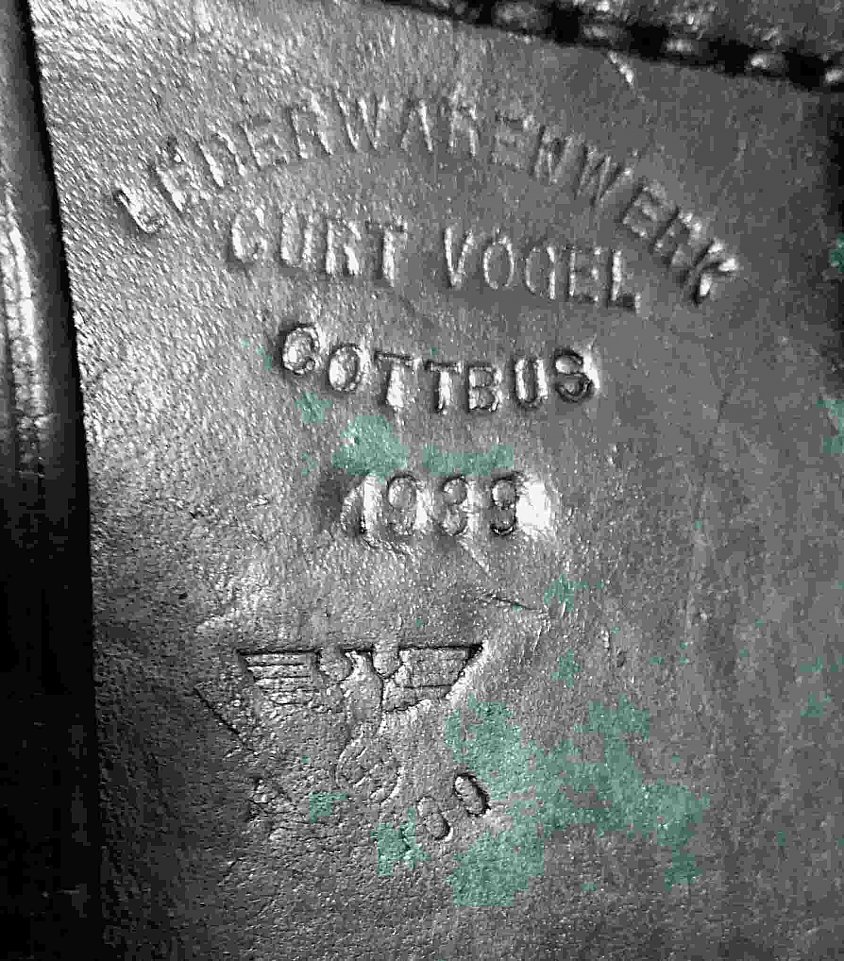 LEDERWARENWERK
CURT VOGEL
COTTBUS
1939